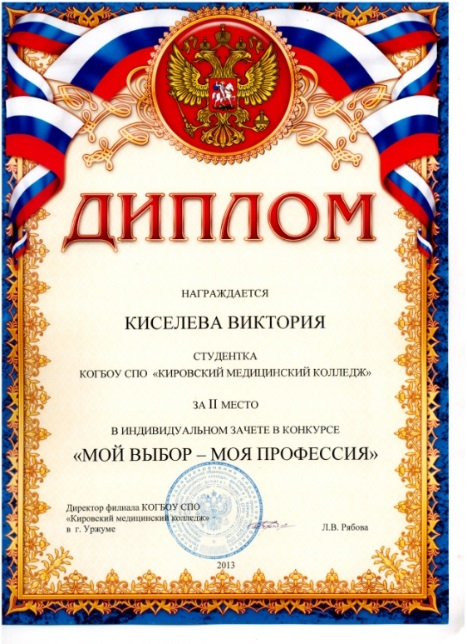 ДИПЛОМ
НАГРАЖДАЕТСЯ
КИСЕЛЕВА ВИКТОРИЯ
СТУДЕНТКА
КОГБОУ СПО «КИРОВСКИЙ МЕДИЦИНСКИЙ КОЛЛЕДЖ»
ЗА II МЕСТО
В ИНДИВИДУАЛЬНОМ ЗАЧЕТЕ В КОНКУРСЕ
«МОЙ ВЫБОР – МОЯ ПРОФЕССИЯ»
Директор филиала КОГБОУ СПО
«Кировский медицинский колледж»
в г. Уржуме Л.В. Рябова
2013